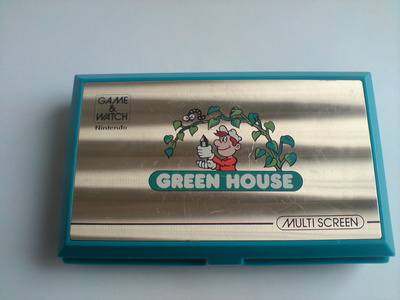 GAME
&
WATCH
Nintendo
GREEN HOUSE
MULTI SCREEN